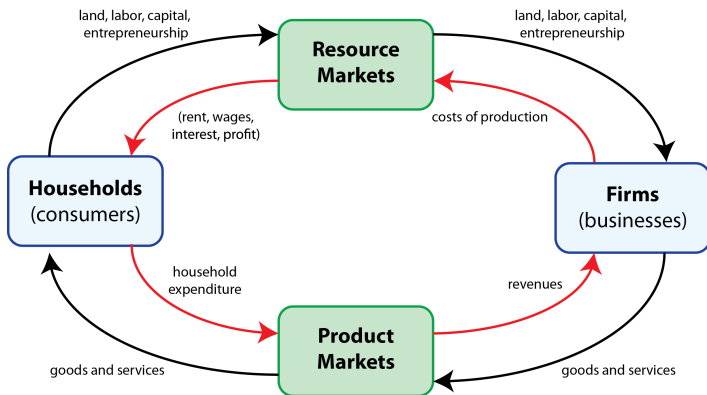 land, labor, capital,
entrepreneurship
Resource
Markets
land, labor, capital,
entrepreneurship
(rent, wages,
interest, profit)
costs of production
Households
(consumers)
Firms
(businesses)
household
expenditure
revenues
Product
Markets
goods and services
goods and services